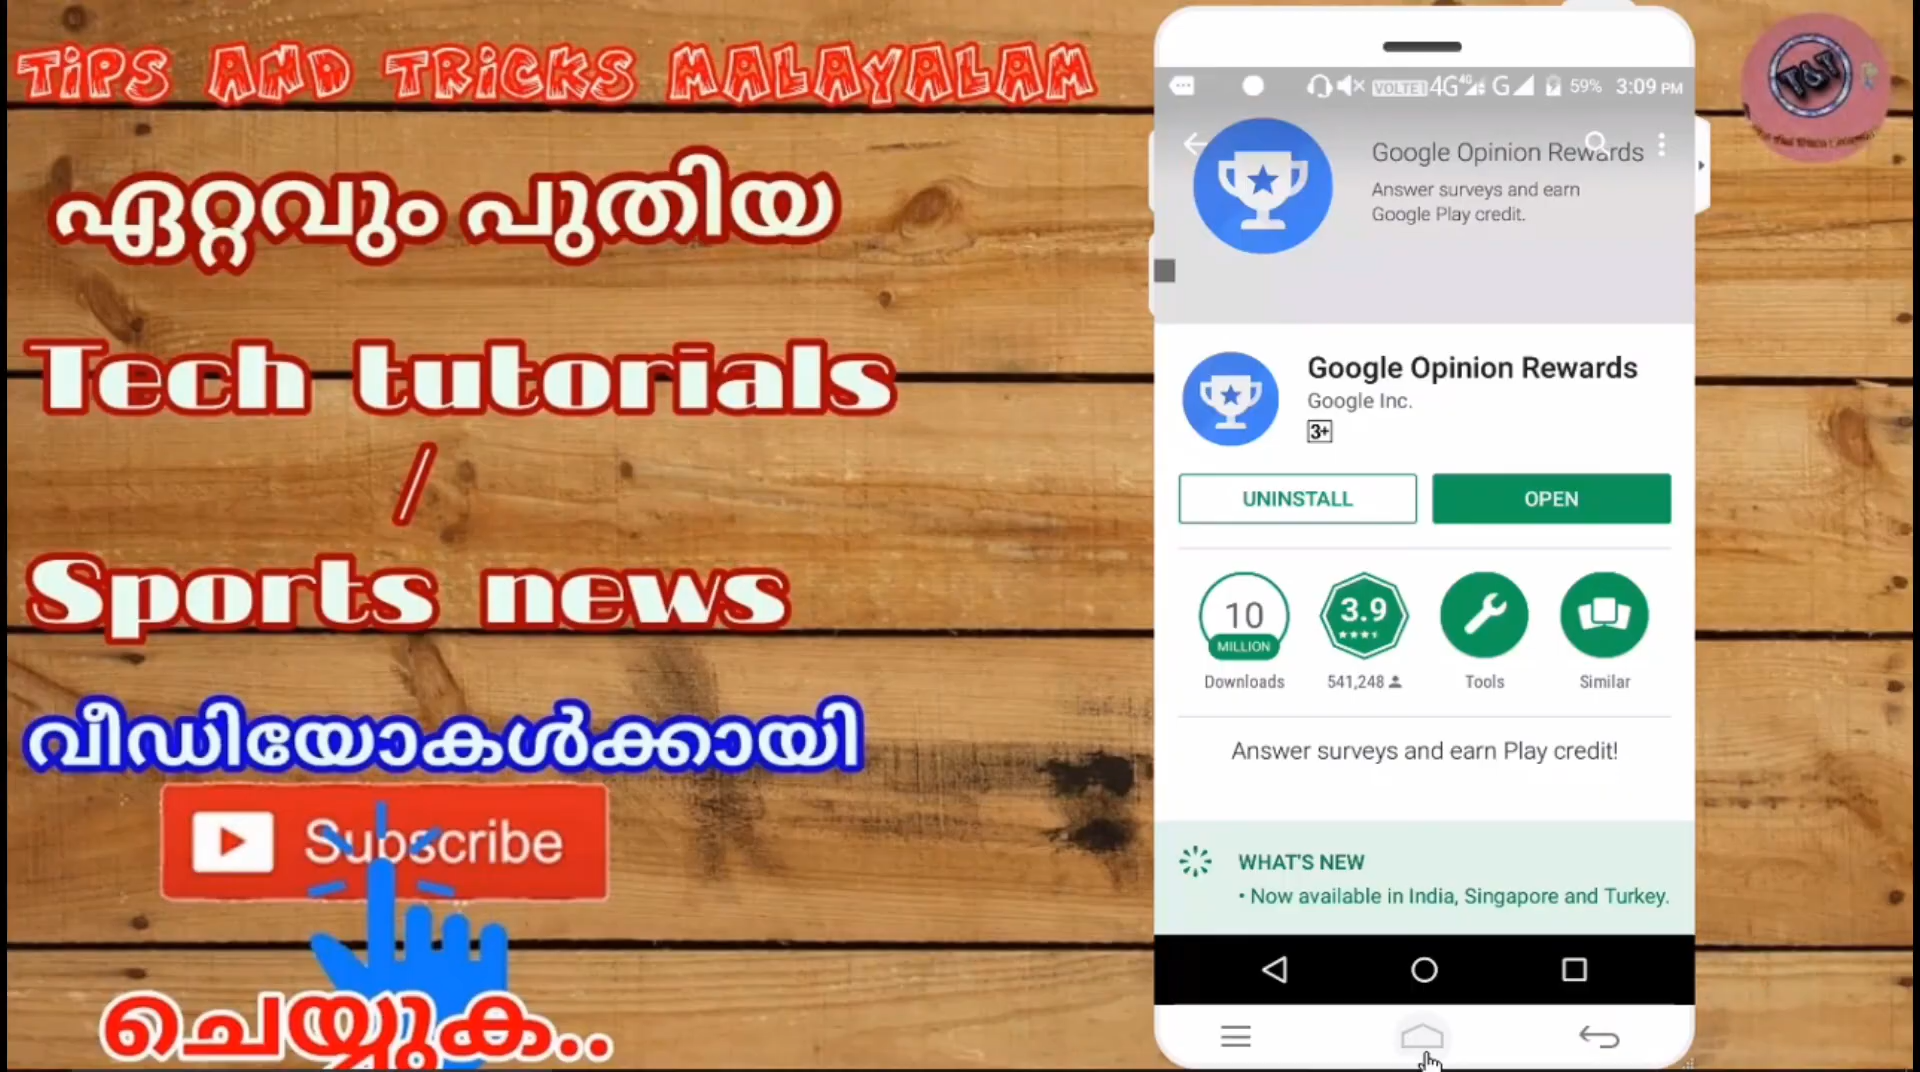 TiPS AND TRiCKS MALAYALAM
ഏറ്റവും പുതിയ
Tech tutorials
/
Sports news
വീഡിയോകൾക്കായി
Subscribe
ചെയ്യുക..
VOLTE 4G 4G G 59% 3:09 PM
Google Opinion Rewards
Answer surveys and earn
Google Play credit.
Google Opinion Rewards
Google Inc.
3+
UNINSTALL OPEN
10 MILLION 3.9
Downloads 541,248 Tools Similar
Answer surveys and earn Play credit!
WHAT'S NEW
• Now available in India, Singapore and Turkey.
T&T